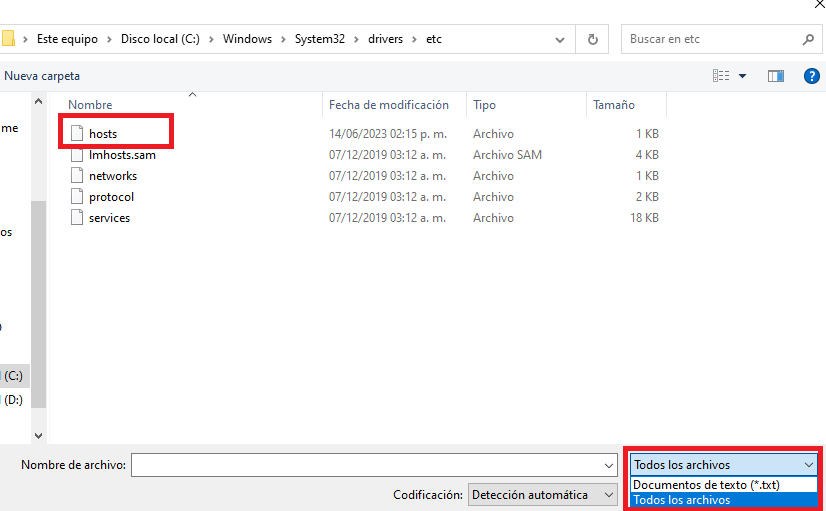 Este equipo > Disco local (C:) > Windows > System32 > drivers > etc
Buscar en etc
Nueva carpeta
Nombre Fecha de modificación Tipo Tamaño
hosts 14/06/2023 02:15 p. m. Archivo 1 KB
lmhosts.sam 07/12/2019 03:12 a. m. Archivo SAM 4 KB
networks 07/12/2019 03:12 a. m. Archivo 1 KB
protocol 07/12/2019 03:12 a. m. Archivo 2 KB
services 07/12/2019 03:12 a. m. Archivo 18 KB
me
os
)
(C:)
(D:)
Nombre de archivo: Todos los archivos
Documentos de texto (*.txt)
Codificación: Detección automática Todos los archivos